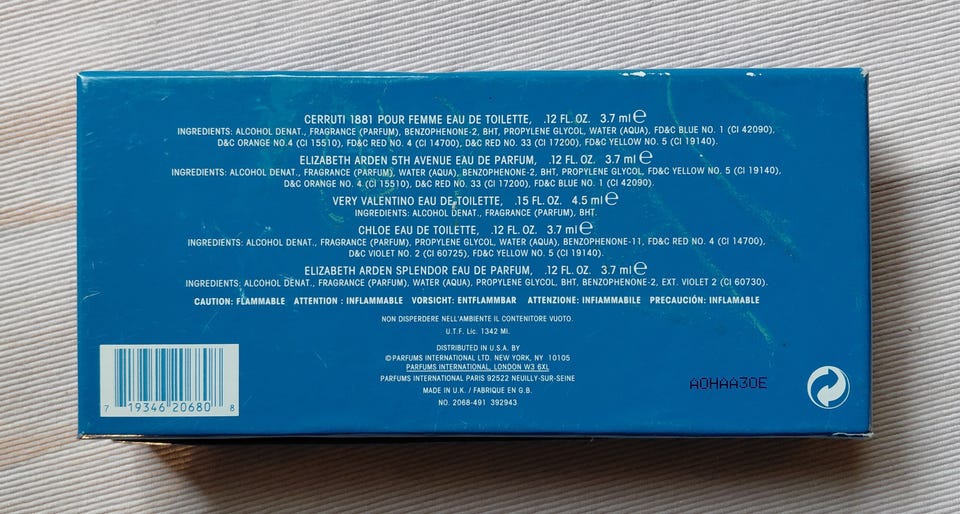 CERRUTI 1881 POUR FEMME EAU DE TOILETTE, .12 FL. OZ. 3.7 ml ℮
INGREDIENTS: ALCOHOL DENAT., FRAGRANCE (PARFUM), BENZOPHENONE-2, BHT, PROPYLENE GLYCOL, WATER (AQUA), FD&C BLUE NO. 1 (CI 42090),
D&C ORANGE NO.4 (CI 15510), FD&C RED NO. 4 (CI 14700), D&C RED NO. 33 (CI 17200), FD&C YELLOW NO. 5 (CI 19140).
ELIZABETH ARDEN 5TH AVENUE EAU DE PARFUM, .12 FL. OZ. 3.7 ml ℮
INGREDIENTS: ALCOHOL DENAT., FRAGRANCE (PARFUM), WATER (AQUA), BENZOPHENONE-2, BHT, PROPYLENE GLYCOL, FD&C YELLOW NO. 5 (CI 19140),
D&C ORANGE NO. 4 (CI 15510), D&C RED NO. 33 (CI 17200), FD&C BLUE NO. 1 (CI 42090).
VERY VALENTINO EAU DE TOILETTE, .15 FL. OZ 4.5 ml ℮
INGREDIENTS: ALCOHOL DENAT., FRAGRANCE (PARFUM), BHT.
CHLOE EAU DE TOILETTE, .12 FL. OZ. 3.7 ml ℮
INGREDIENTS: ALCOHOL DENAT., FRAGRANCE (PARFUM), PROPYLENE GLYCOL, WATER (AQUA), BENZOPHENONE-11, FD&C RED NO. 4 (CI 14700),
D&C VIOLET NO. 2 (CI 60725), FD&C YELLOW NO. 5 (CI 19140).
ELIZABETH ARDEN SPLENDOR EAU DE PARFUM, .12 FL. OZ. 3.7 ml ℮
INGREDIENTS: ALCOHOL DENAT., FRAGRANCE (PARFUM), WATER (AQUA), PROPYLENE GLYCOL, BHT, BENZOPHENONE-2, EXT. VIOLET 2 (CI 60730).
CAUTION: FLAMMABLE ATTENTION : INFLAMMABLE VORSICHT: ENTFLAMMBAR ATTENZIONE: INFIAMMABILE PRECAUCIÓN: INFLAMABLE
NON DISPERDERE NELL'AMBIENTE IL CONTENITORE VUOTO.
U.T.F. Lic. 1342 MI.
DISTRIBUTED IN U.S.A. BY
©PARFUMS INTERNATIONAL LTD. NEW YORK, NY 10105
PARFUMS INTERNATIONAL, LONDON W3 6XL
PARFUMS INTERNATIONAL PARIS 92522 NEUILLY-SUR-SEINE
MADE IN U.K. / FABRIQUE EN G.B.
NO. 2068-491 392943
A0HAA30E
7 19346 20680 8